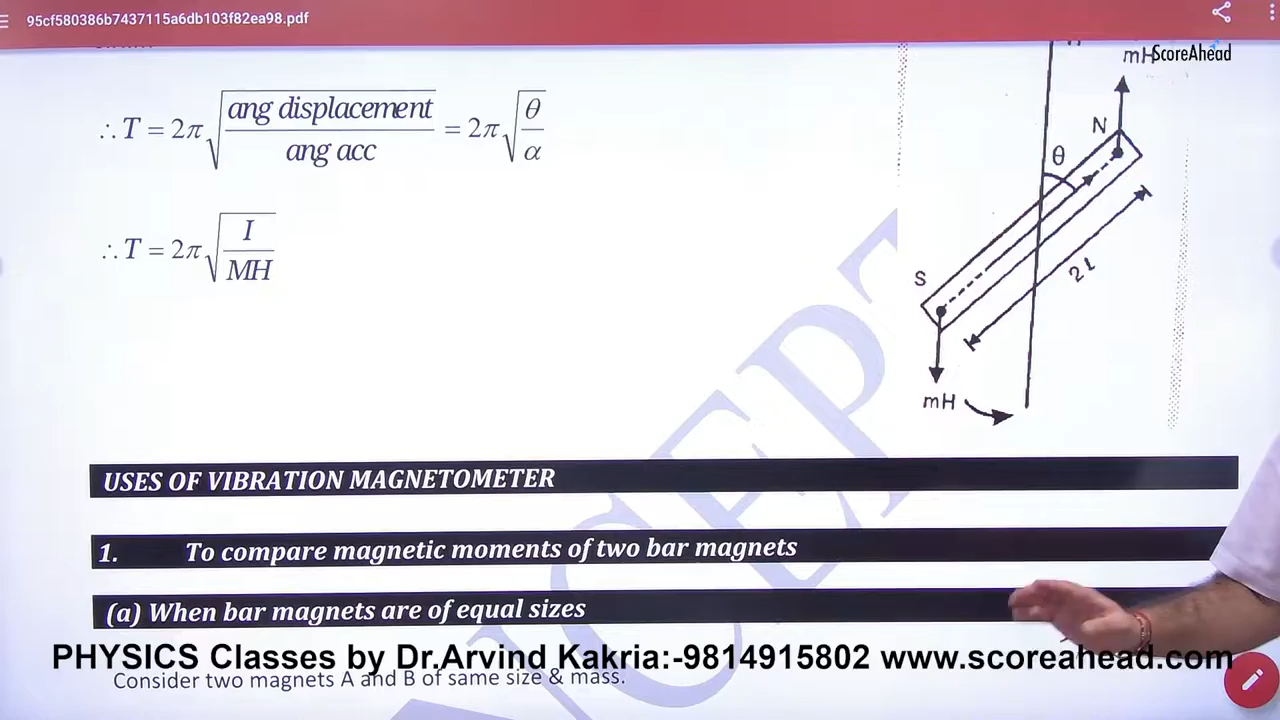 95cf580386b7437115a6db103f82ea98.pdf
ScoreAhead
mH
∴ T = 2π√(ang displacement / ang acc) = 2π√(θ/α)
N
θ
∴ T = 2π√(I/MH)
S
2l
mH
USES OF VIBRATION MAGNETOMETER
1. To compare magnetic moments of two bar magnets
(a) When bar magnets are of equal sizes
PHYSICS Classes by Dr.Arvind Kakria:-9814915802 www.scoreahead.com
Consider two magnets A and B of same size & mass.